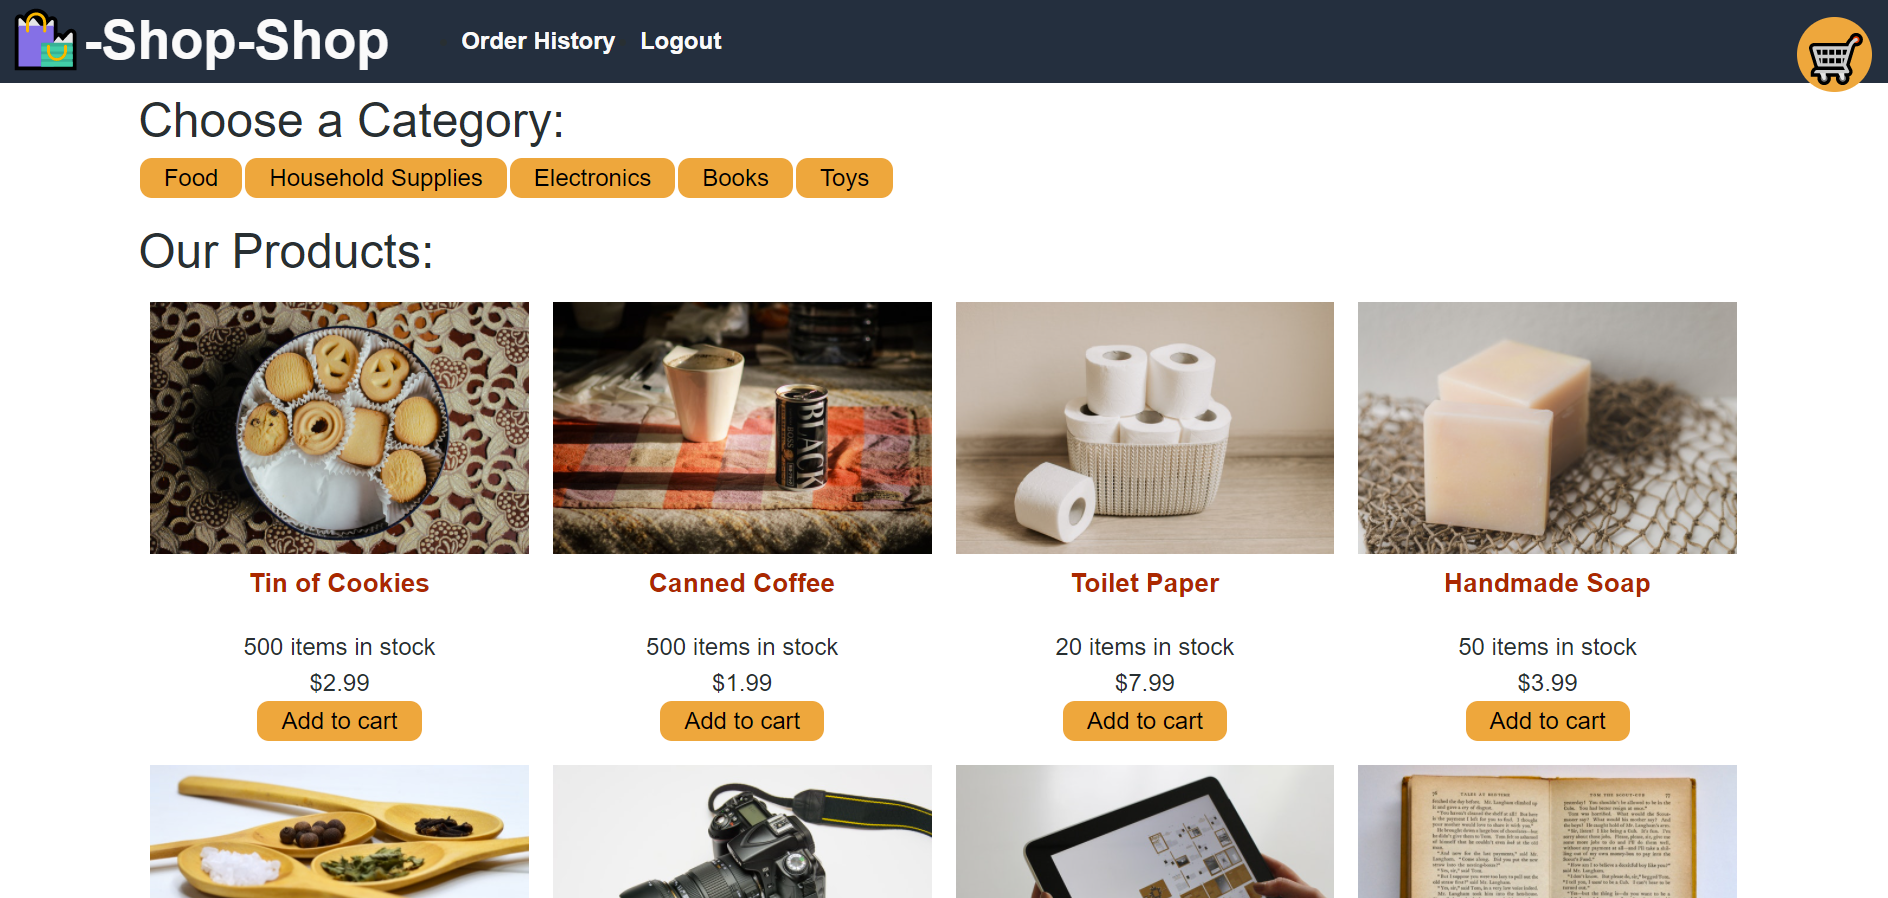 -Shop-Shop
Order History
Logout
Choose a Category:
Food
Household Supplies
Electronics
Books
Toys
Our Products:
BLACK
BOSS
Tin of Cookies
Canned Coffee
Toilet Paper
Handmade Soap
500 items in stock
500 items in stock
20 items in stock
50 items in stock
$2.99
$1.99
$7.99
$3.99
Add to cart
Add to cart
Add to cart
Add to cart